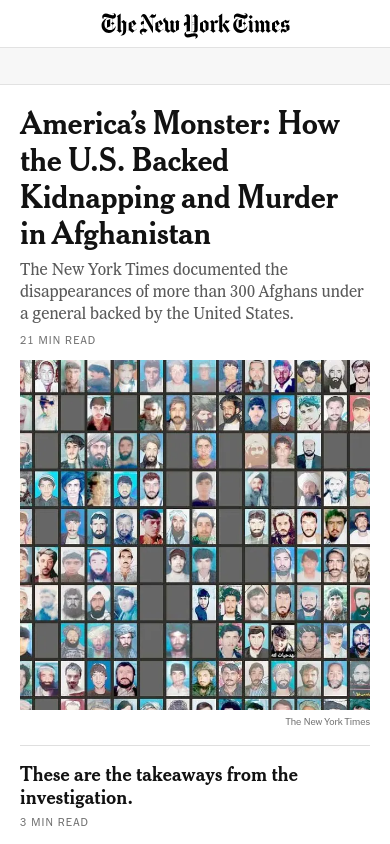 The New York Times
America’s Monster: How
the U.S. Backed
Kidnapping and Murder
in Afghanistan
The New York Times documented the
disappearances of more than 300 Afghans under
a general backed by the United States.
21 MIN READ
The New York Times
These are the takeaways from the
investigation.
3 MIN READ